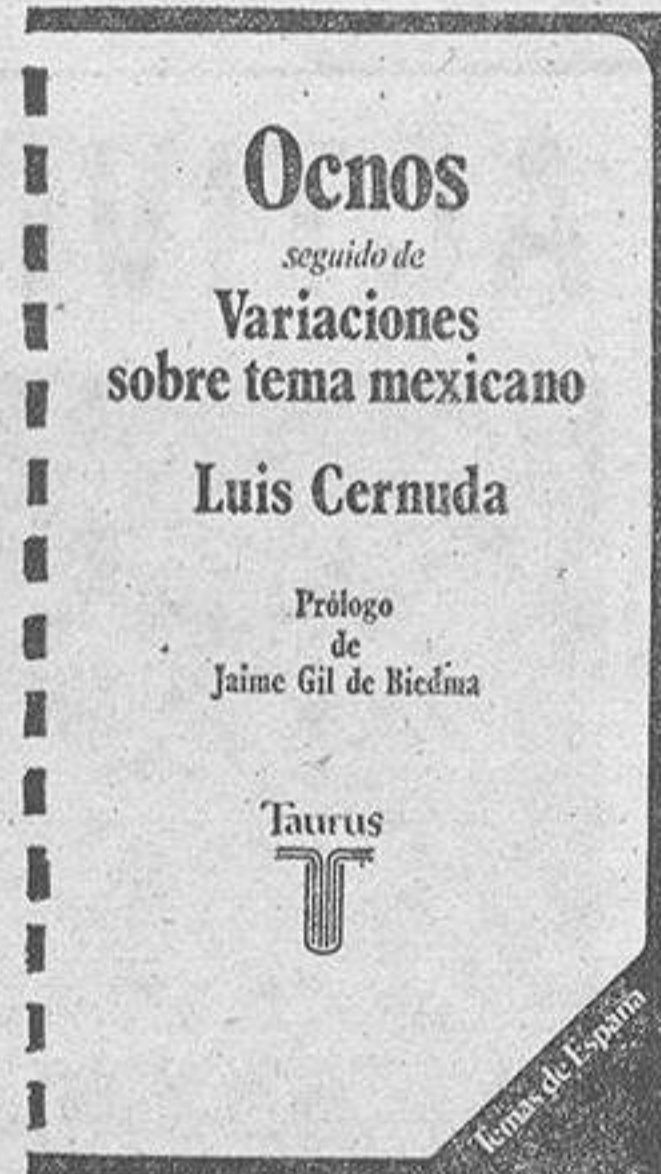 Ocnos
seguido de
Variaciones
sobre tema mexicano
Luis Cernuda
Prólogo
de
Jaime Gil de Biedma
Taurus
Temas de España